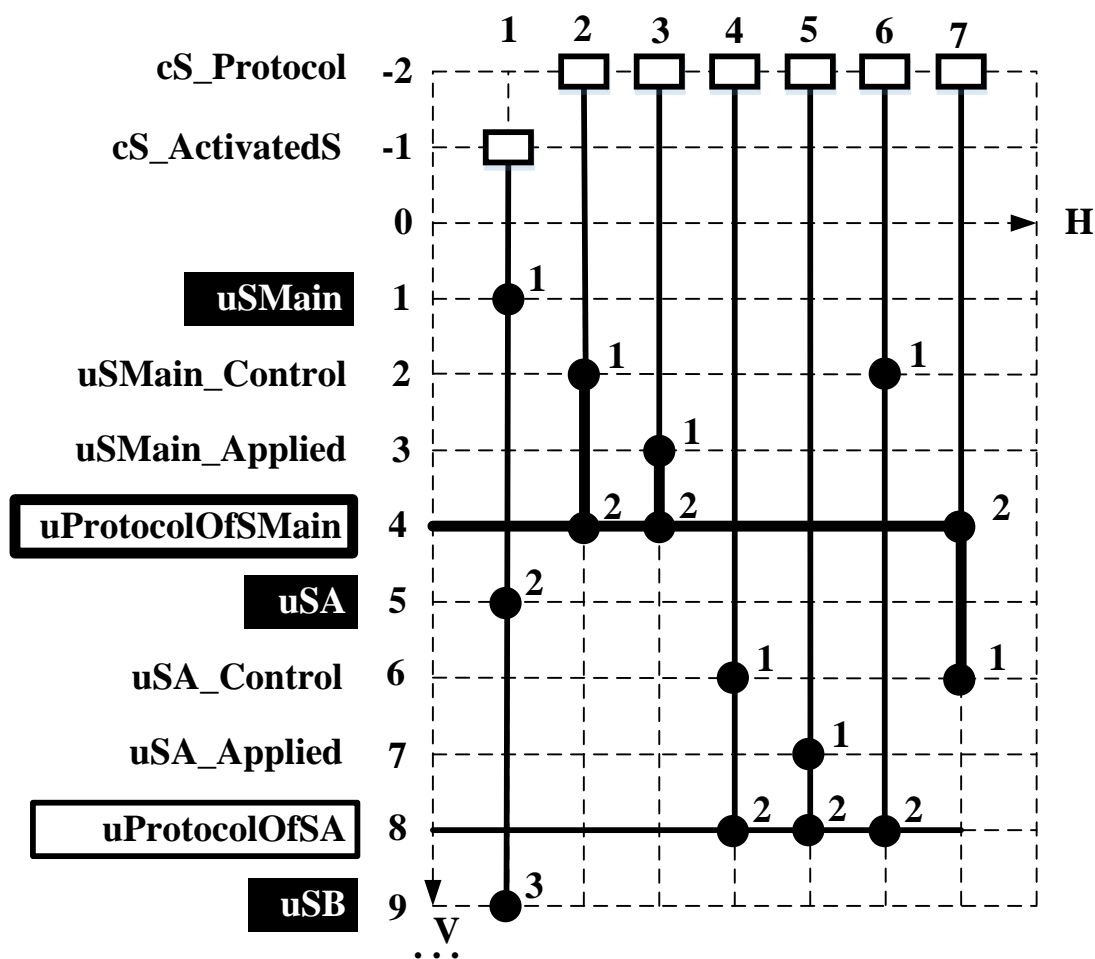 1 2 3 4 5 6 7
cS_Protocol -2
cS_ActivatedS -1
0 H
uSMain 1 1
uSMain_Control 2 1 1
uSMain_Applied 3 1
uProtocolOfSMain 4 2 2 2
uSA 5 2
uSA_Control 6 1 1
uSA_Applied 7 1
uProtocolOfSA 8 2 2 2
uSB 9 3
V
...